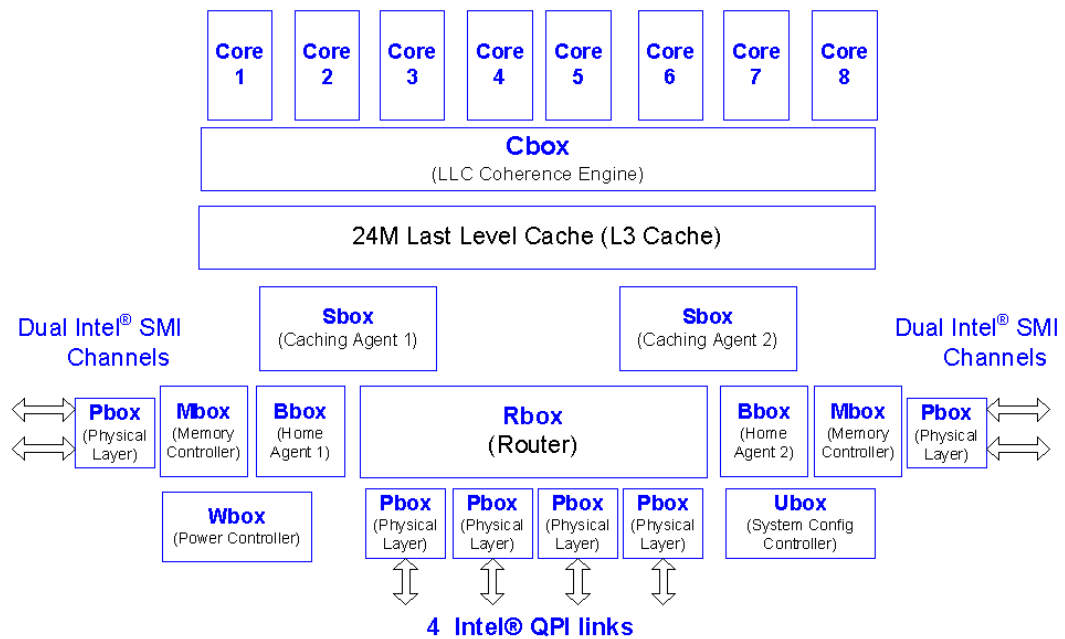 Core 1
Core 2
Core 3
Core 4
Core 5
Core 6
Core 7
Core 8
Cbox
(LLC Coherence Engine)
24M Last Level Cache (L3 Cache)
Sbox
(Caching Agent 1)
Sbox
(Caching Agent 2)
Dual Intel® SMI
Channels
Dual Intel® SMI
Channels
Pbox
(Physical
Layer)
Mbox
(Memory
Controller)
Bbox
(Home
Agent 1)
Rbox
(Router)
Bbox
(Home
Agent 2)
Mbox
(Memory
Controller)
Pbox
(Physical
Layer)
Wbox
(Power Controller)
Pbox
(Physical
Layer)
Pbox
(Physical
Layer)
Pbox
(Physical
Layer)
Pbox
(Physical
Layer)
Ubox
(System Config
Controller)
4 Intel® QPI links